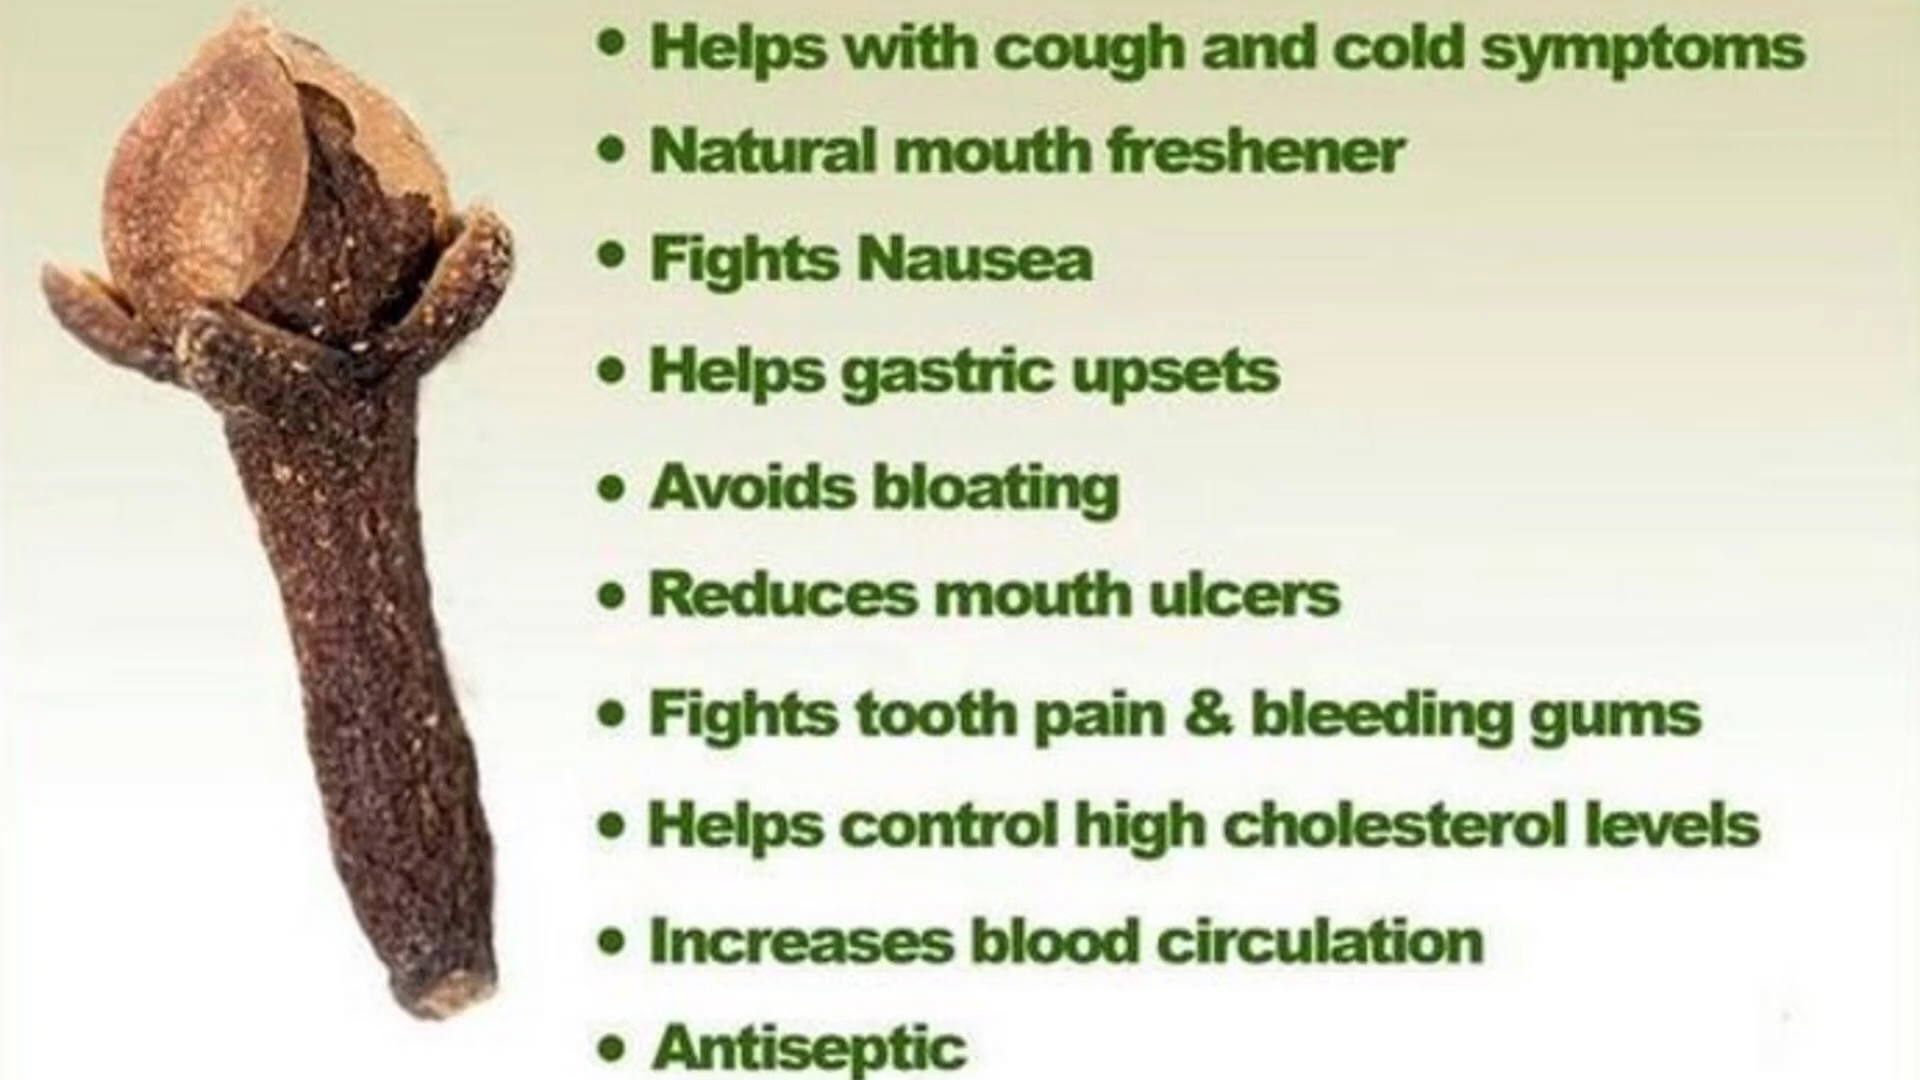 • Helps with cough and cold symptoms
• Natural mouth freshener
• Fights Nausea
• Helps gastric upsets
• Avoids bloating
• Reduces mouth ulcers
• Fights tooth pain & bleeding gums
• Helps control high cholesterol levels
• Increases blood circulation
• Antiseptic